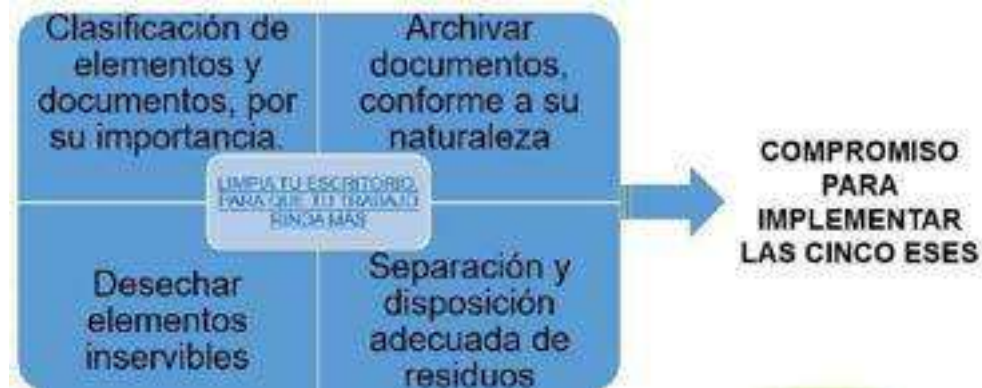 Clasificación de
elementos y
documentos, por
su importancia.
Archivar
documentos,
conforme a su
naturaleza
LIMPIA TU ESCRITORIO,
PARA QUE TU TRABAJO
RINDA MAS
Desechar
elementos
inservibles
Separación y
disposición
adecuada de
residuos
COMPROMISO
PARA
IMPLEMENTAR
LAS CINCO ESES